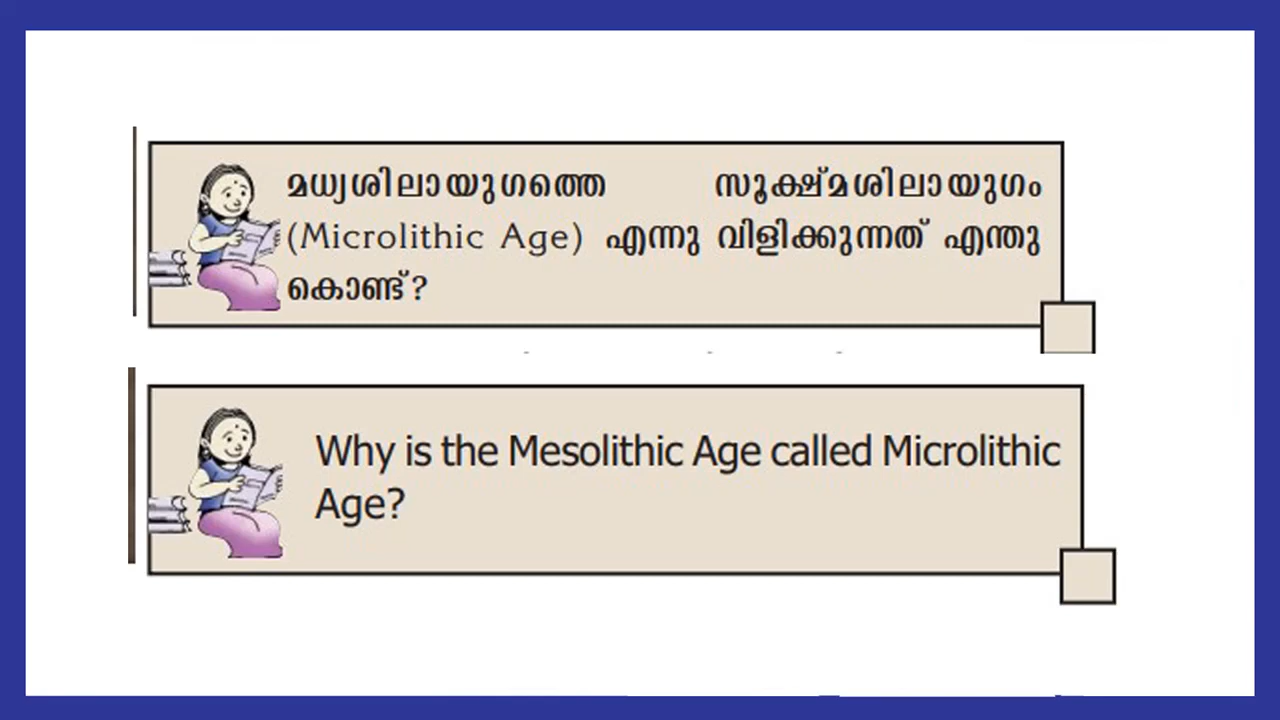 മധ്യശിലായുഗത്തെ സൂക്ഷ്മശിലായുഗം
(Microlithic Age) എന്നു വിളിക്കുന്നത് എന്തു
കൊണ്ട്?
Why is the Mesolithic Age called Microlithic
Age?